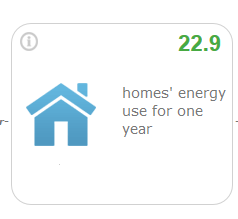 22.9
homes' energy
use for one
year